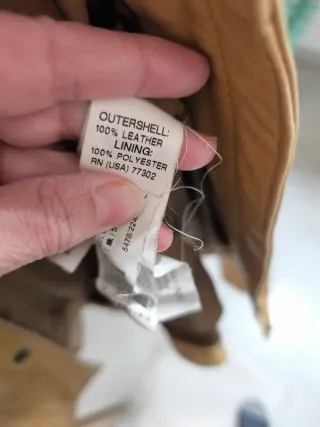 OUTERSHELL:
100% LEATHER
LINING:
100% POLYESTER
RN (USA) 77302